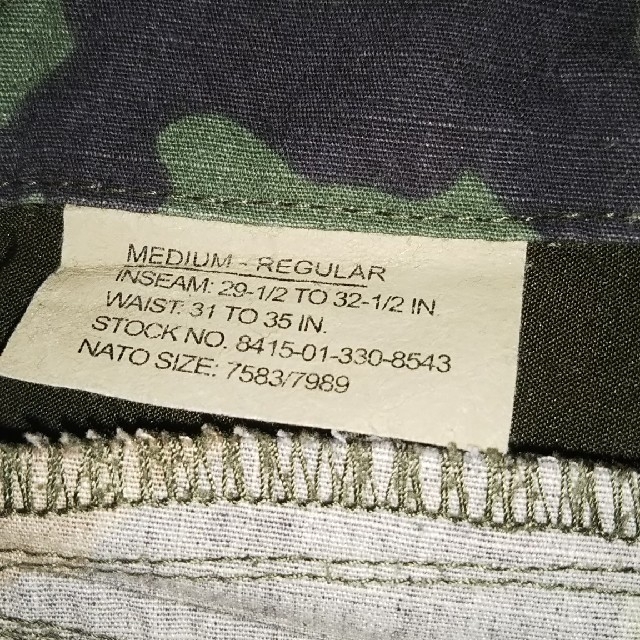 MEDIUM - REGULAR
INSEAM: 29-1/2 TO 32-1/2 IN.
WAIST: 31 TO 35 IN.
STOCK NO. 8415-01-330-8543
NATO SIZE: 7583/7989